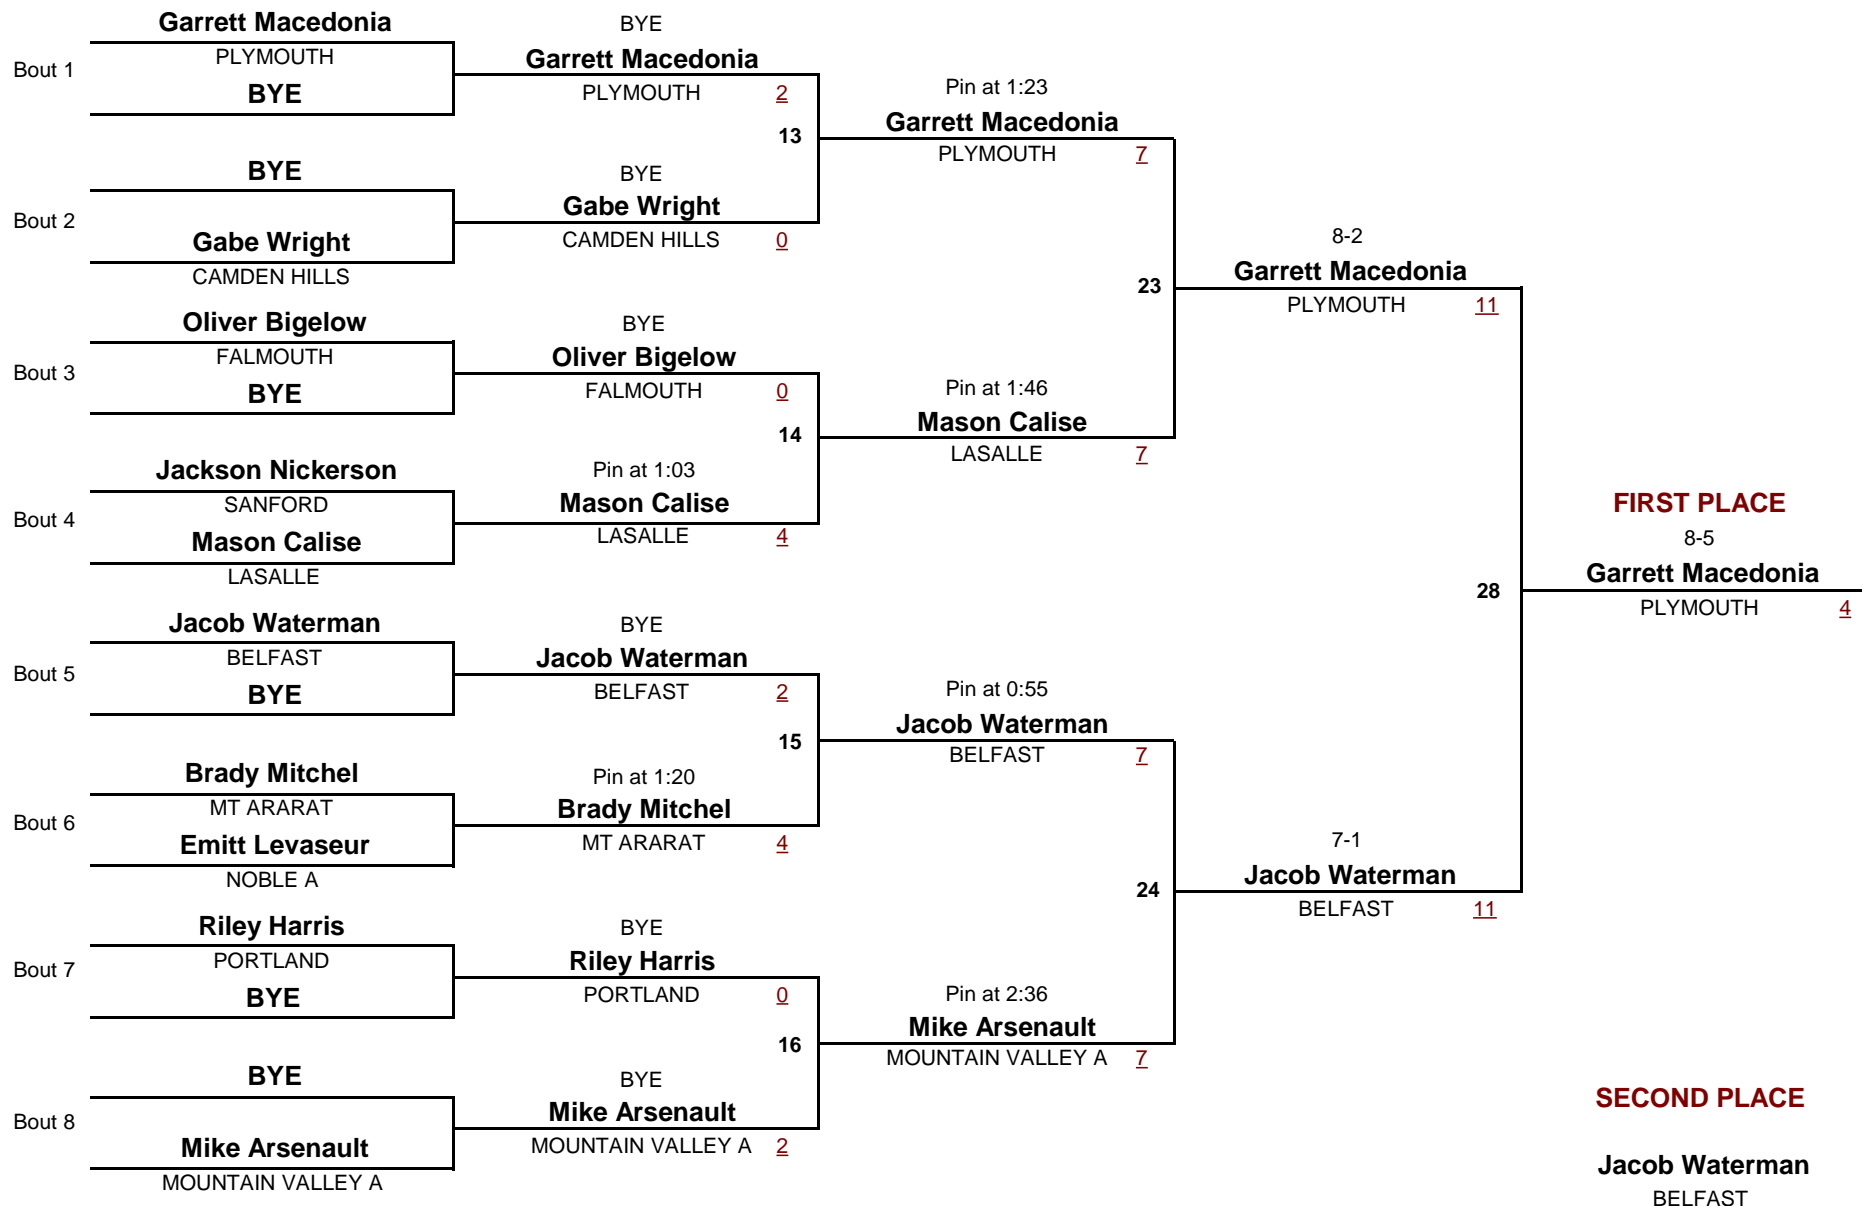 Garrett Macedonia
Bout 1
PLYMOUTH
BYE
BYE
Bout 2
Gabe Wright
CAMDEN HILLS
Oliver Bigelow
Bout 3
FALMOUTH
BYE
Jackson Nickerson
Bout 4
SANFORD
Mason Calise
LASALLE
Jacob Waterman
Bout 5
BELFAST
BYE
Brady Mitchel
Bout 6
MT ARARAT
Emitt Levaseur
NOBLE A
Riley Harris
Bout 7
PORTLAND
BYE
BYE
Bout 8
Mike Arsenault
MOUNTAIN VALLEY A
BYE
Garrett Macedonia
PLYMOUTH 2
13
BYE
Gabe Wright
CAMDEN HILLS 0
BYE
Oliver Bigelow
FALMOUTH 0
14
Pin at 1:03
Mason Calise
LASALLE 4
BYE
Jacob Waterman
BELFAST 2
15
Pin at 1:20
Brady Mitchel
MT ARARAT 4
BYE
Riley Harris
PORTLAND 0
16
BYE
Mike Arsenault
MOUNTAIN VALLEY A 2
Pin at 1:23
Garrett Macedonia
PLYMOUTH 7
23
Pin at 1:46
Mason Calise
LASALLE 7
Pin at 0:55
Jacob Waterman
BELFAST 7
24
Pin at 2:36
Mike Arsenault
MOUNTAIN VALLEY A 7
8-2
Garrett Macedonia
PLYMOUTH 11
28
7-1
Jacob Waterman
BELFAST 11
FIRST PLACE
8-5
Garrett Macedonia
PLYMOUTH 4
SECOND PLACE
Jacob Waterman
BELFAST